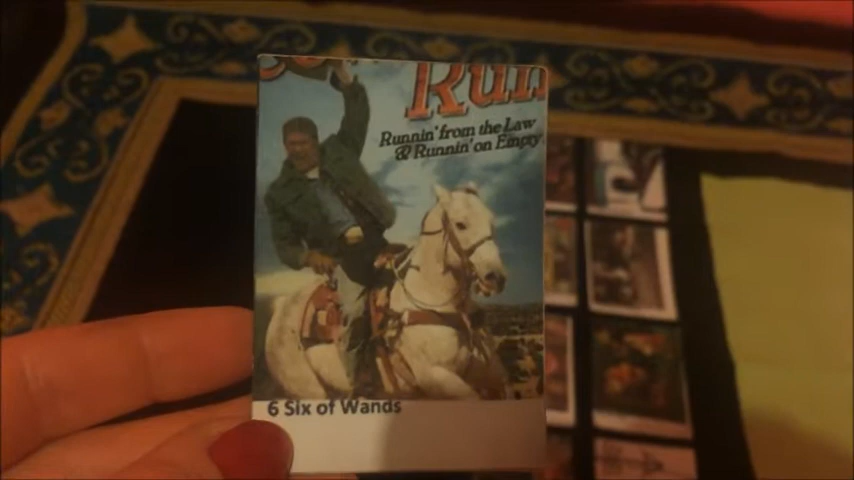 Run
Runnin' from the Law
& Runnin' on Empty
6 Six of Wands